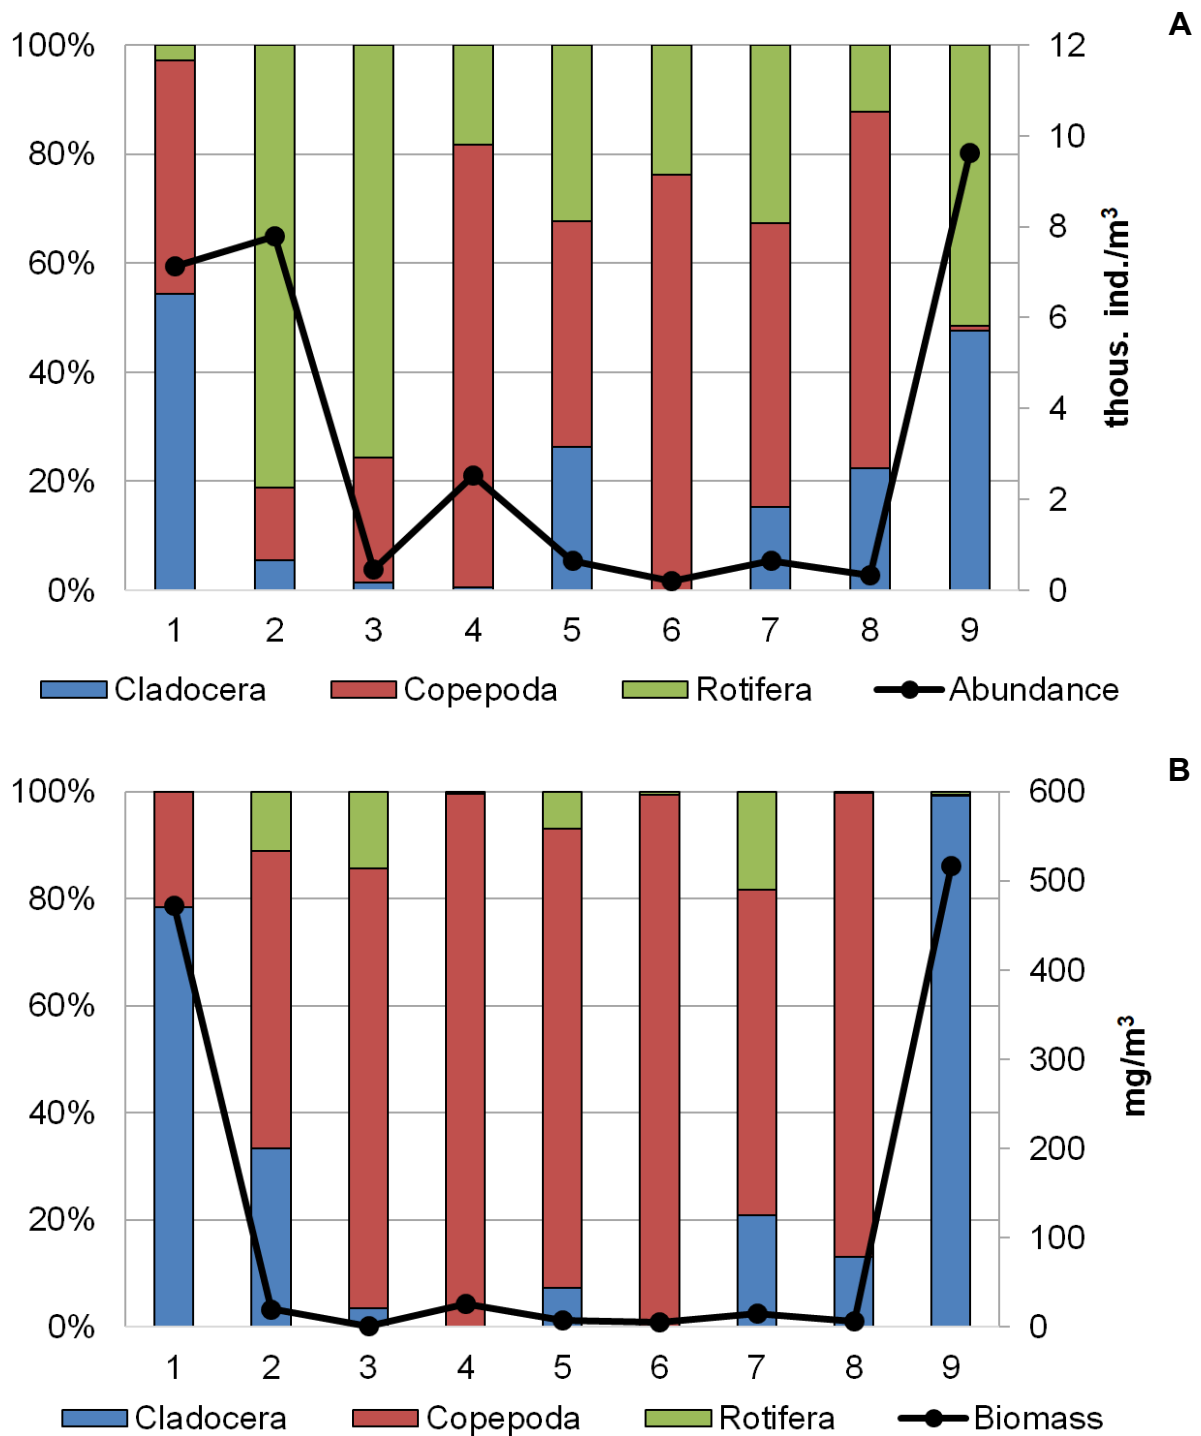 A
100% 12
80% 10
60% 8
40% 6
20% 4
0% 2
0
thous. ind./m³
1 2 3 4 5 6 7 8 9
Cladocera Copepoda Rotifera Abundance
B
100% 600
80% 500
60% 400
40% 300
20% 200
0% 100
0
mg/m³
1 2 3 4 5 6 7 8 9
Cladocera Copepoda Rotifera Biomass